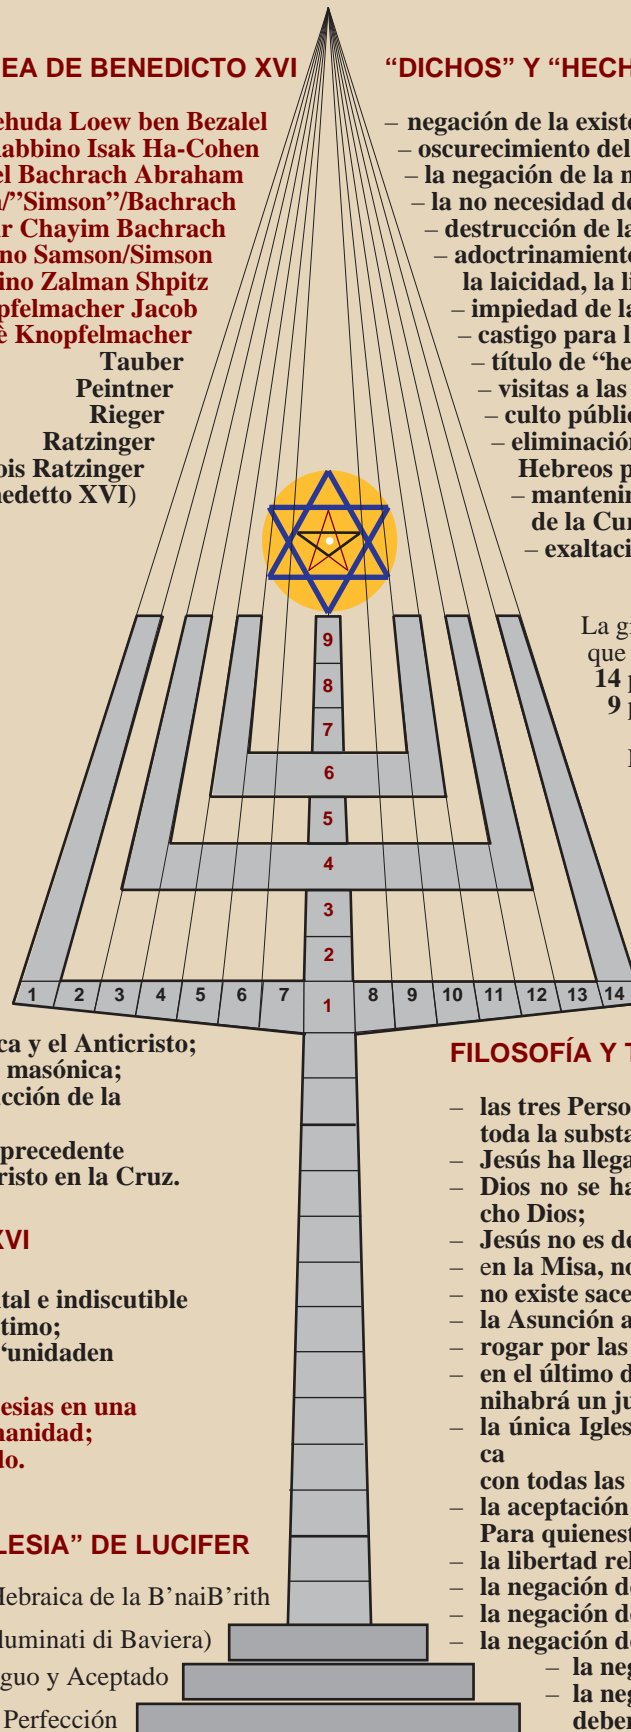 EA DE BENEDICTO XVI
ehuda Loew ben Bezalel
abbino Isak Ha-Cohen
el Bachrach Abraham
/”Simson”/Bachrach
r Chayim Bachrach
no Samson/Simson
ino Zalman Shpitz
pfelmacher Jacob
è Knopfelmacher
Tauber
Peintner
Rieger
Ratzinger
ois Ratzinger
nedetto XVI)
“DICHOS” Y “HECH
– negación de la existe
– oscurecimiento del
– la negación de la n
– la no necesidad de
– destrucción de la
– adoctrinamiento
la laicidad, la li
– impiedad de la
– castigo para l
– título de “he
– visitas a las
– culto públic
– eliminación
Hebreos p
– mantenin
de la Cur
– exaltaci
La g
que
14 p
9 p
9
8
7
6
5
4
3
2
1 2 3 4 5 6 7 1 8 9 10 11 12 13 14
ca y el Anticristo;
masónica;
cción de la
precedente
risto en la Cruz.
XVI
tal e indiscutible
timo;
“unidaden
esias en una
nanidad;
do.
LESIA” DE LUCIFER
Hebraica de la B’naiB’rith
luminati di Baviera)
guo y Aceptado
Perfección
FILOSOFÍA Y T
– las tres Perso
toda la substa
– Jesús ha llega
– Dios no se ha
cho Dios;
– Jesús no es de
– en la Misa, no
– no existe sace
– la Asunción a
– rogar por las
– en el último d
nihabrá un ju
– la única Igles
ca
con todas las
– la aceptación
Para quienest
– la libertad rel
– la negación de
– la negación de
– la negación de
– la neg
– la neg
deber